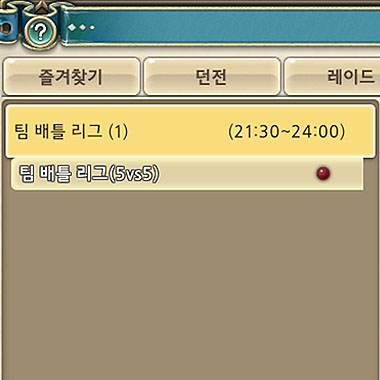 ?
즐겨찾기 던전 레이드
팀 배틀 리그 (1) (21:30~24:00)
팀 배틀 리그(5vs5)